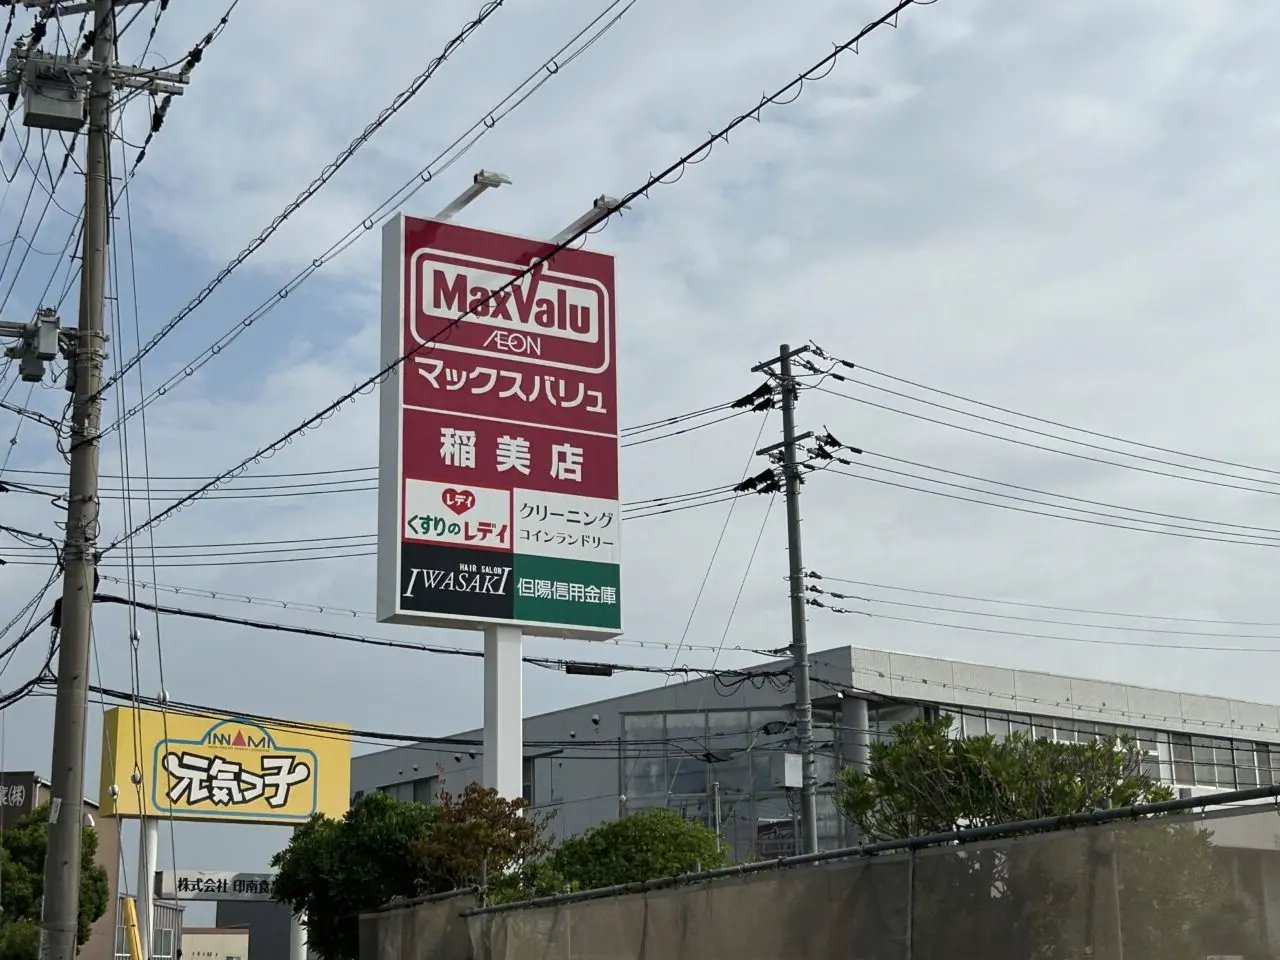 MaxValu
ÆON
マックスバリュ
稲美店
レデイ
くすりのレデイ
クリーニング
コインランドリー
HAIR SALON
IWASAKI
但陽信用金庫
INNAMI
元気っ子
株式会社 印南食
(株)